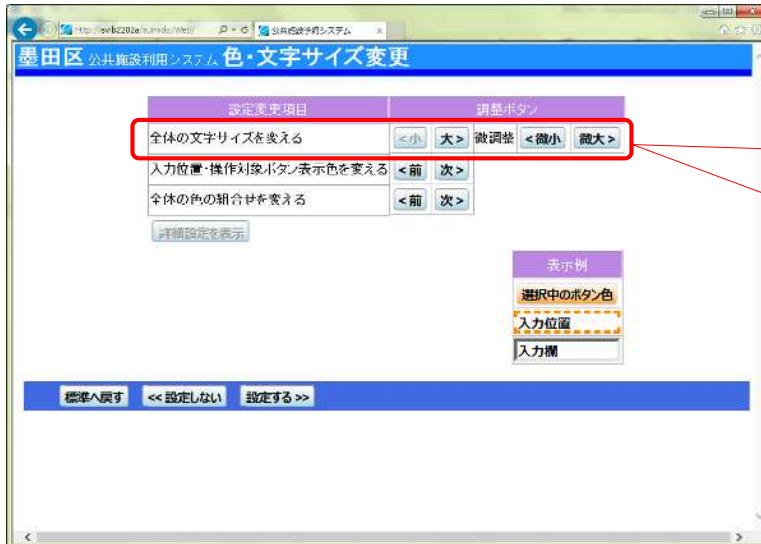 公共施設予約システム
墨田区 公共施設利用システム 色・文字サイズ変更
設定変更項目 調整ボタン
全体の文字サイズを変える <小 大> 微調整 <微小 微大>
入力位置・操作対象ボタン表示色を変える <前 次>
全体の色の組合せを変える <前 次>
詳細設定を表示
表示例
選択中のボタン色
入力位置
入力欄
標準へ戻す << 設定しない 設定する >>